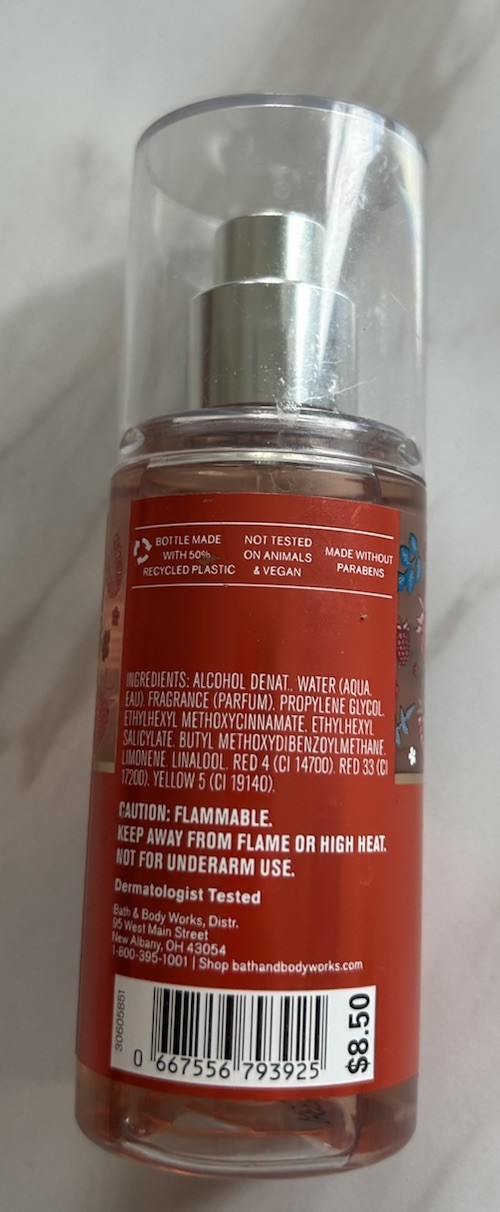 BOTTLE MADE
WITH 50%
RECYCLED PLASTIC
NOT TESTED
ON ANIMALS
& VEGAN
MADE WITHOUT
PARABENS
INGREDIENTS: ALCOHOL DENAT., WATER (AQUA,
EAU), FRAGRANCE (PARFUM), PROPYLENE GLYCOL,
ETHYLHEXYL METHOXYCINNAMATE, ETHYLHEXYL
SALICYLATE, BUTYL METHOXYDIBENZOYLMETHANE,
LIMONENE, LINALOOL, RED 4 (CI 14700), RED 33 (CI
17200), YELLOW 5 (CI 19140).
CAUTION: FLAMMABLE.
KEEP AWAY FROM FLAME OR HIGH HEAT.
NOT FOR UNDERARM USE.
Dermatologist Tested
Bath & Body Works, Distr.
95 West Main Street
New Albany, OH 43054
1-800-395-1001 | Shop bathandbodyworks.com
30605851
0 667556 793925
$8.50